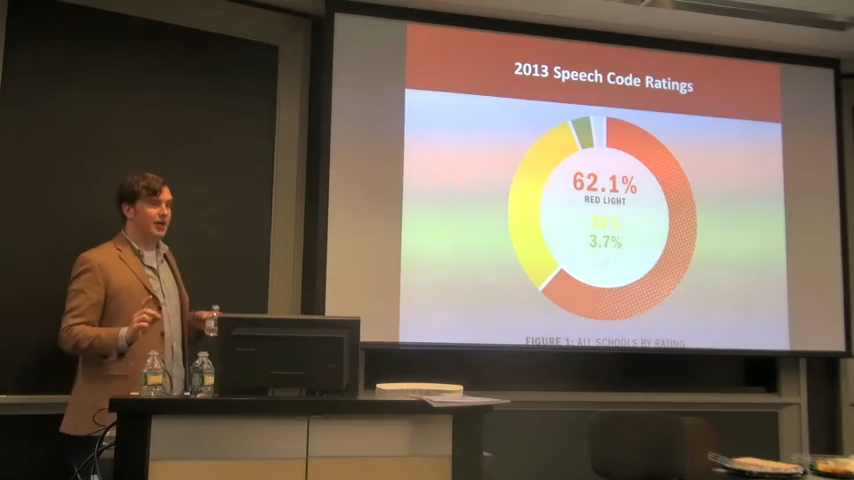 2013 Speech Code Ratings
62.1%
RED LIGHT
3.7%
FIGURE 1: ALL SCHOOLS BY RATING